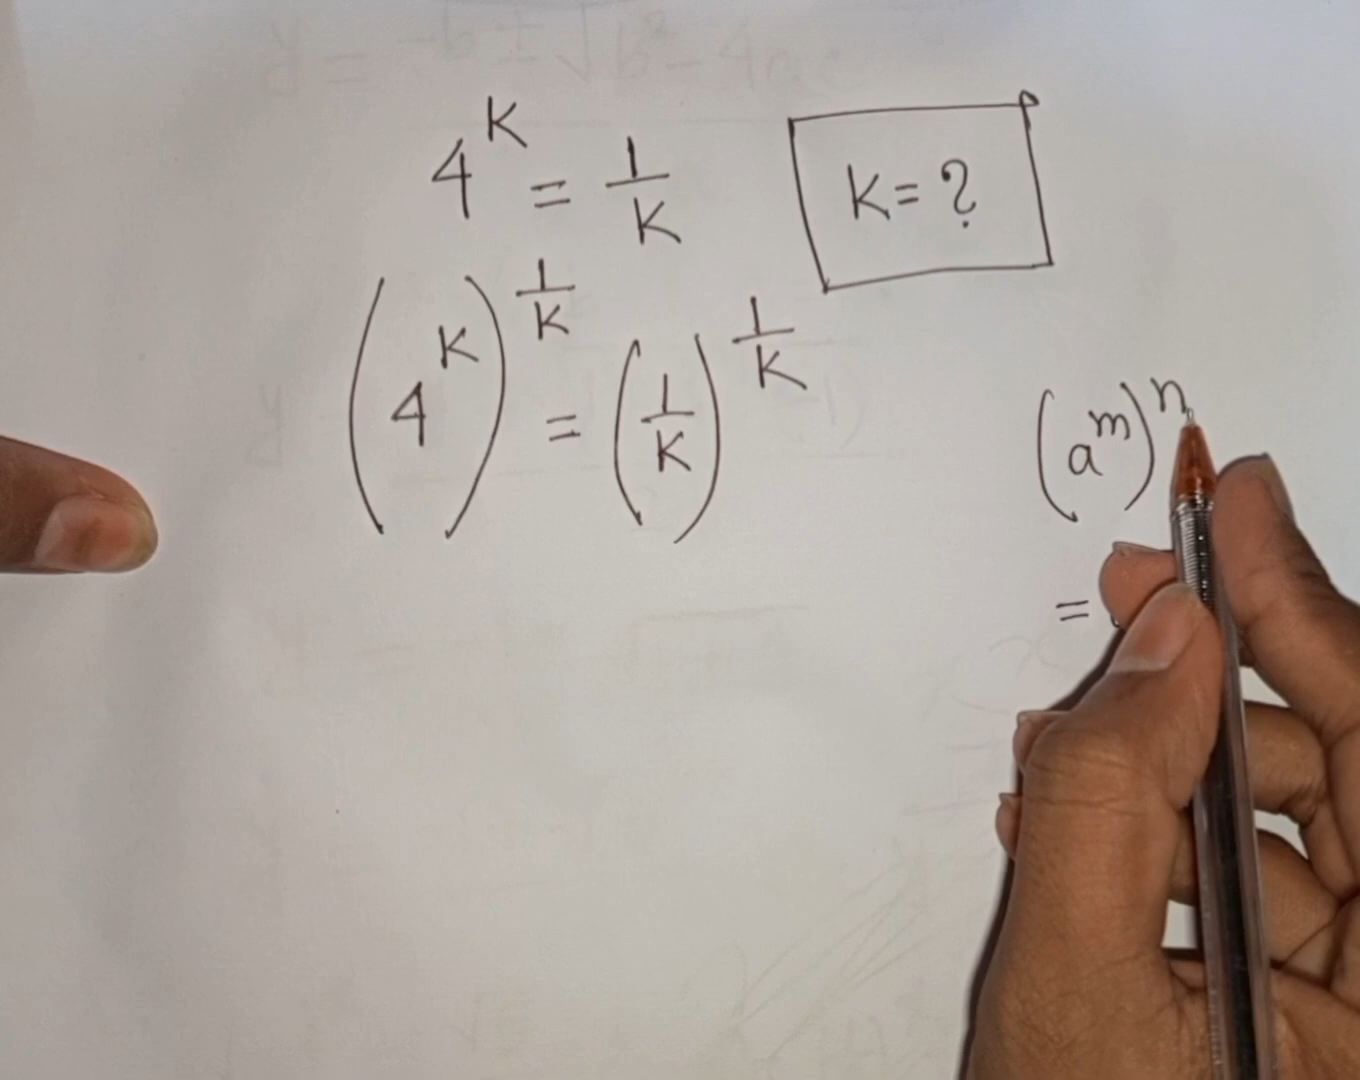 4^K = 1/K
K = ?
(4^K)^(1/K) = (1/K)^(1/K)
(a^m)^n
=